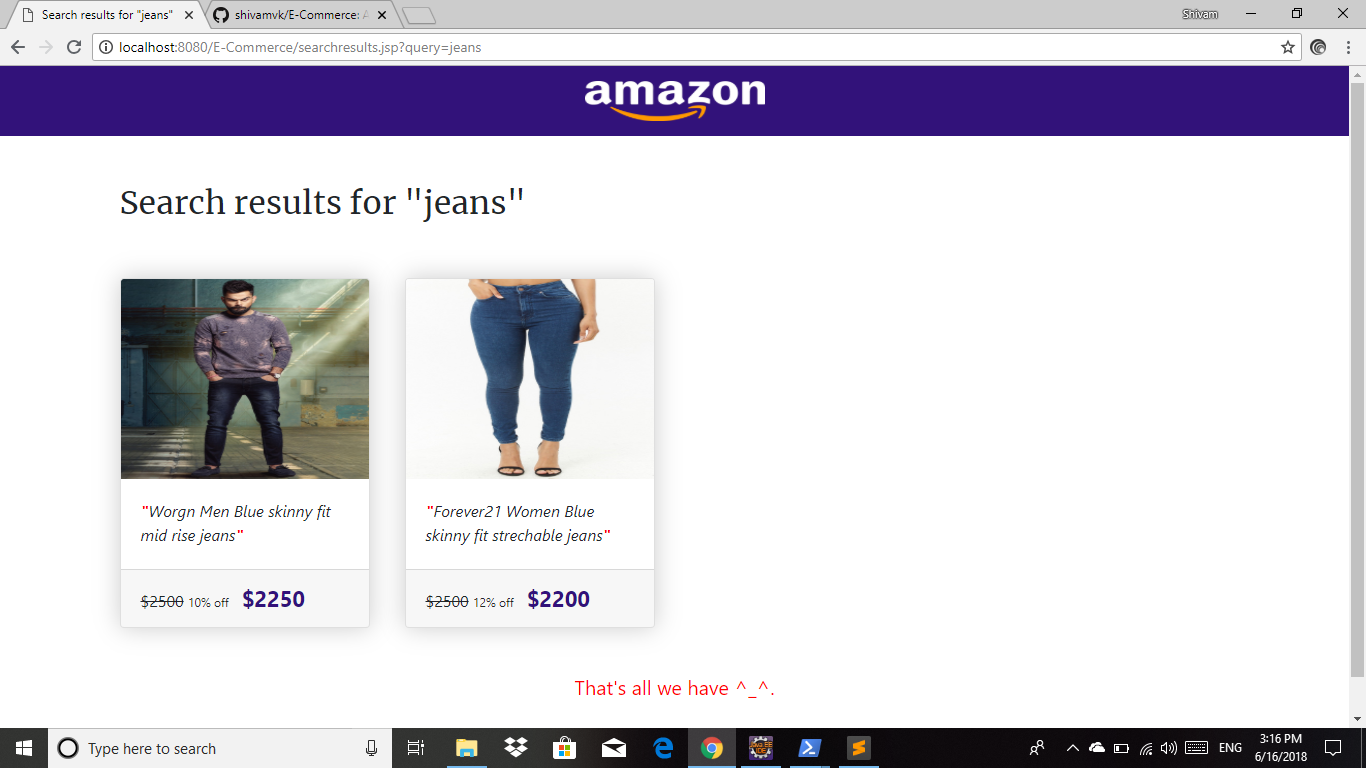 Search results for "jeans"
shivamvk/E-Commerce: A
Shivam
localhost:8080/E-Commerce/searchresults.jsp?query=jeans
amazon
Search results for "jeans"
"Worgn Men Blue skinny fit
mid rise jeans"
$2500 10% off $2250
"Forever21 Women Blue
skinny fit strechable jeans"
$2500 12% off $2200
That's all we have ^_^.
Type here to search
ENG
3:16 PM
6/16/2018